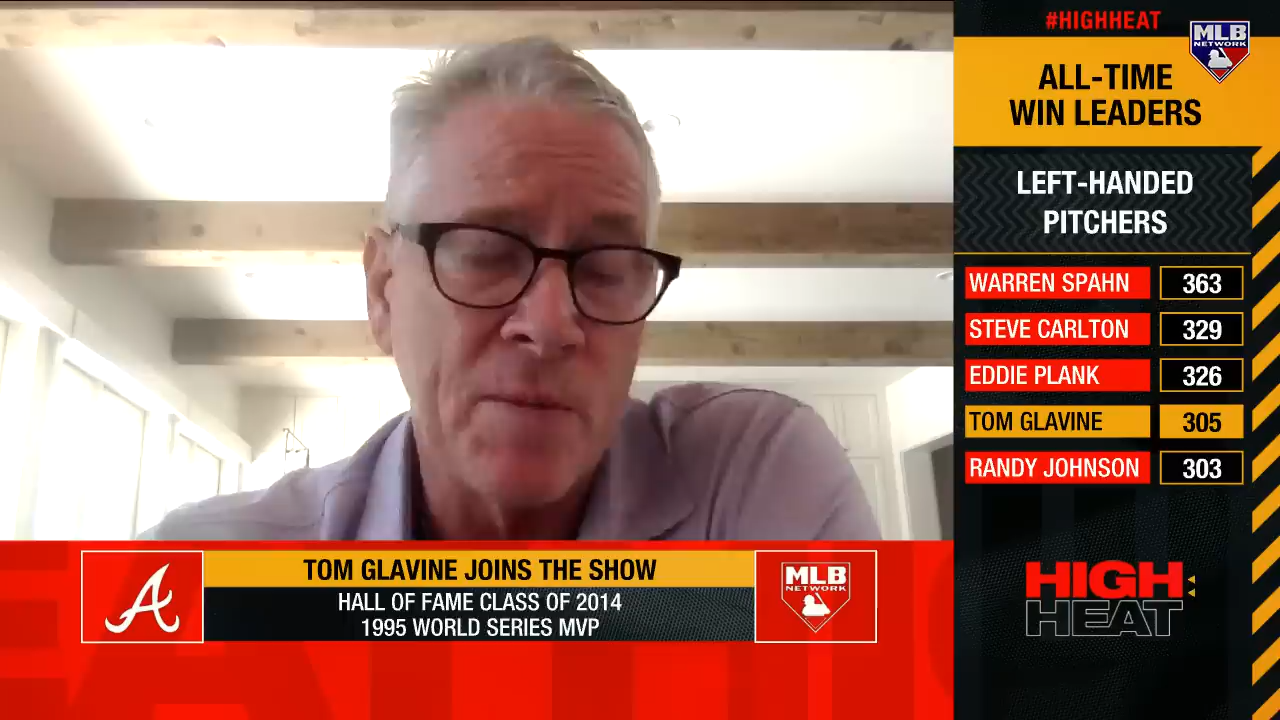 #HIGHHEAT
MLB
NETWORK
ALL-TIME
WIN LEADERS
LEFT-HANDED
PITCHERS
WARREN SPAHN 363
STEVE CARLTON 329
EDDIE PLANK 326
TOM GLAVINE 305
RANDY JOHNSON 303
HIGH
HEAT
A
TOM GLAVINE JOINS THE SHOW
HALL OF FAME CLASS OF 2014
1995 WORLD SERIES MVP
MLB
NETWORK